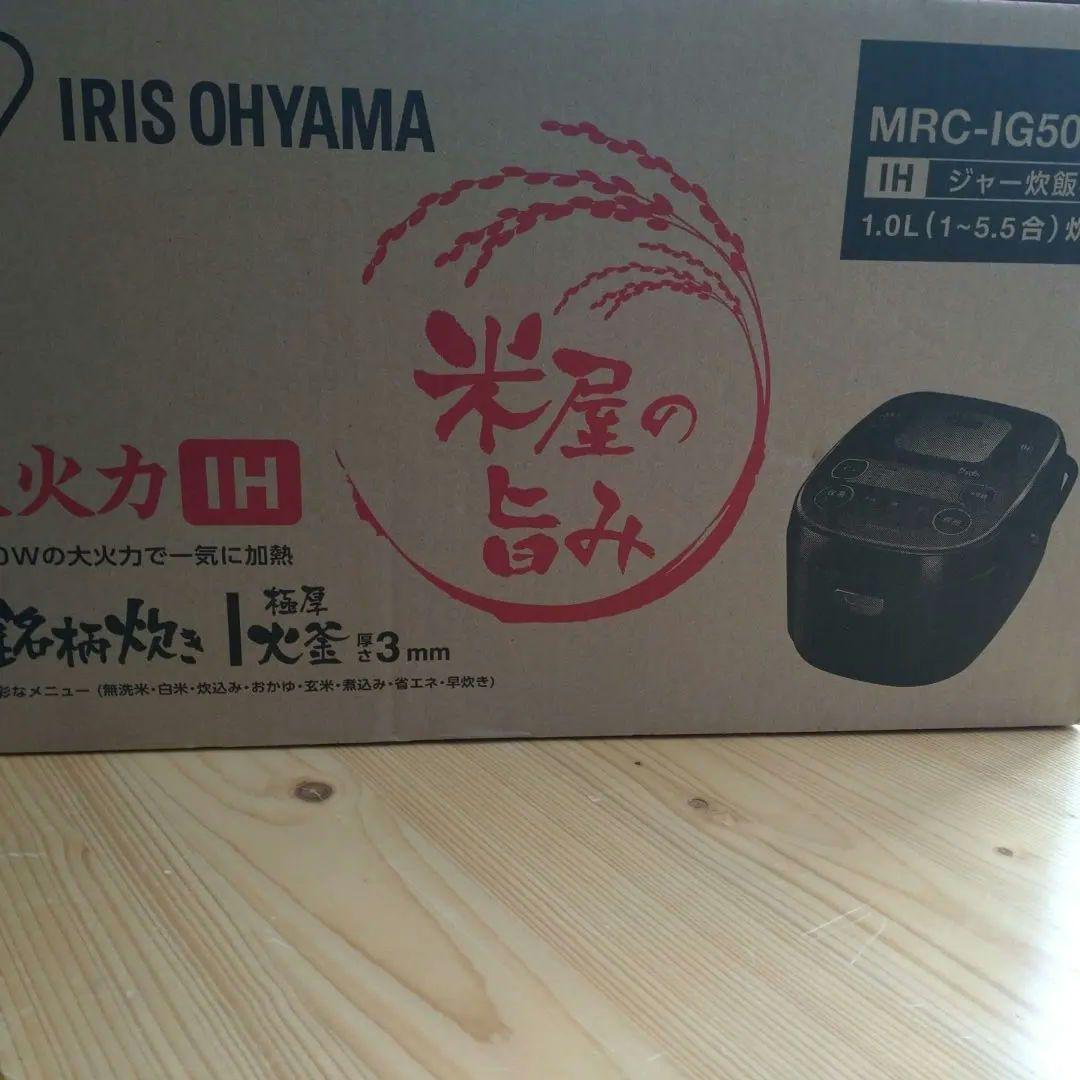 IRIS OHYAMA
MRC-IG50
IH ジャー炊飯
1.0L(1~5.5合)炊
米屋の
旨み
火力 IH
0Wの大火力で一気に加熱
銘柄炊き 極厚火釜 厚さ3mm
彩なメニュー(無洗米・白米・炊込み・おかゆ・玄米・煮込み・省エネ・早炊き)